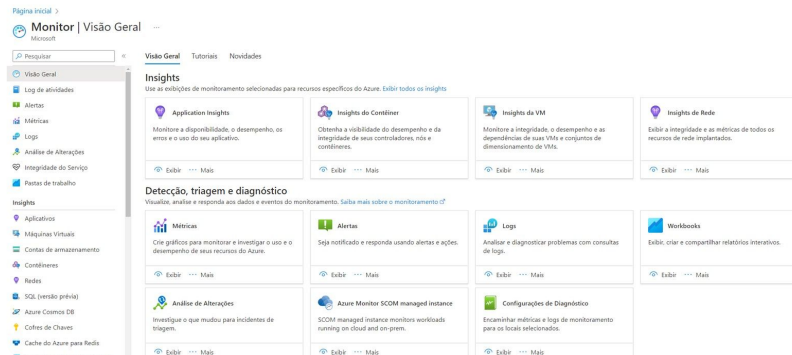 Página inicial >
Monitor | Visão Geral ...
Microsoft
Pesquisar «
Visão Geral
Log de atividades
Alertas
Métricas
Logs
Análise de Alterações
Integridade do Serviço
Pastas de trabalho
Insights
Aplicativos
Máquinas Virtuais
Contas de armazenamento
Contêineres
Redes
SQL (versão prévia)
Azure Cosmos DB
Cofres de Chaves
Cache do Azure para Redis
Visão Geral Tutoriais Novidades
Insights
Use as exibições de monitoramento selecionadas para recursos específicos do Azure. Exibir todos os insights
Application Insights
Monitore a disponibilidade, o desempenho, os
erros e o uso do seu aplicativo.
Exibir ... Mais
Insights do Contêiner
Obtenha a visibilidade do desempenho e da
integridade de seus controladores, nós e
contêineres.
Exibir ... Mais
Insights da VM
Monitore a integridade, o desempenho e as
dependências de suas VMs e conjuntos de
dimensionamento de VMs.
Exibir ... Mais
Insights de Rede
Exibir a integridade e as métricas de todos os
recursos de rede implantados.
Exibir ... Mais
Detecção, triagem e diagnóstico
Visualize, analise e responda aos dados e eventos do monitoramento. Saiba mais sobre o monitoramento
Métricas
Crie gráficos para monitorar e investigar o uso e o
desempenho de seus recursos do Azure.
Exibir ... Mais
Alertas
Seja notificado e responda usando alertas e ações.
Exibir ... Mais
Logs
Analisar e diagnosticar problemas com consultas
de logs.
Exibir ... Mais
Workbooks
Exibir, criar e compartilhar relatórios interativos.
Exibir ... Mais
Análise de Alterações
Investigue o que mudou para incidentes de
triagem.
Exibir ... Mais
Azure Monitor SCOM managed instance
SCOM managed instance monitors workloads
running on cloud and on-prem.
Exibir ... Mais
Configurações de Diagnóstico
Encaminhar métricas e logs de monitoramento
para os locais selecionados.
Exibir ... Mais